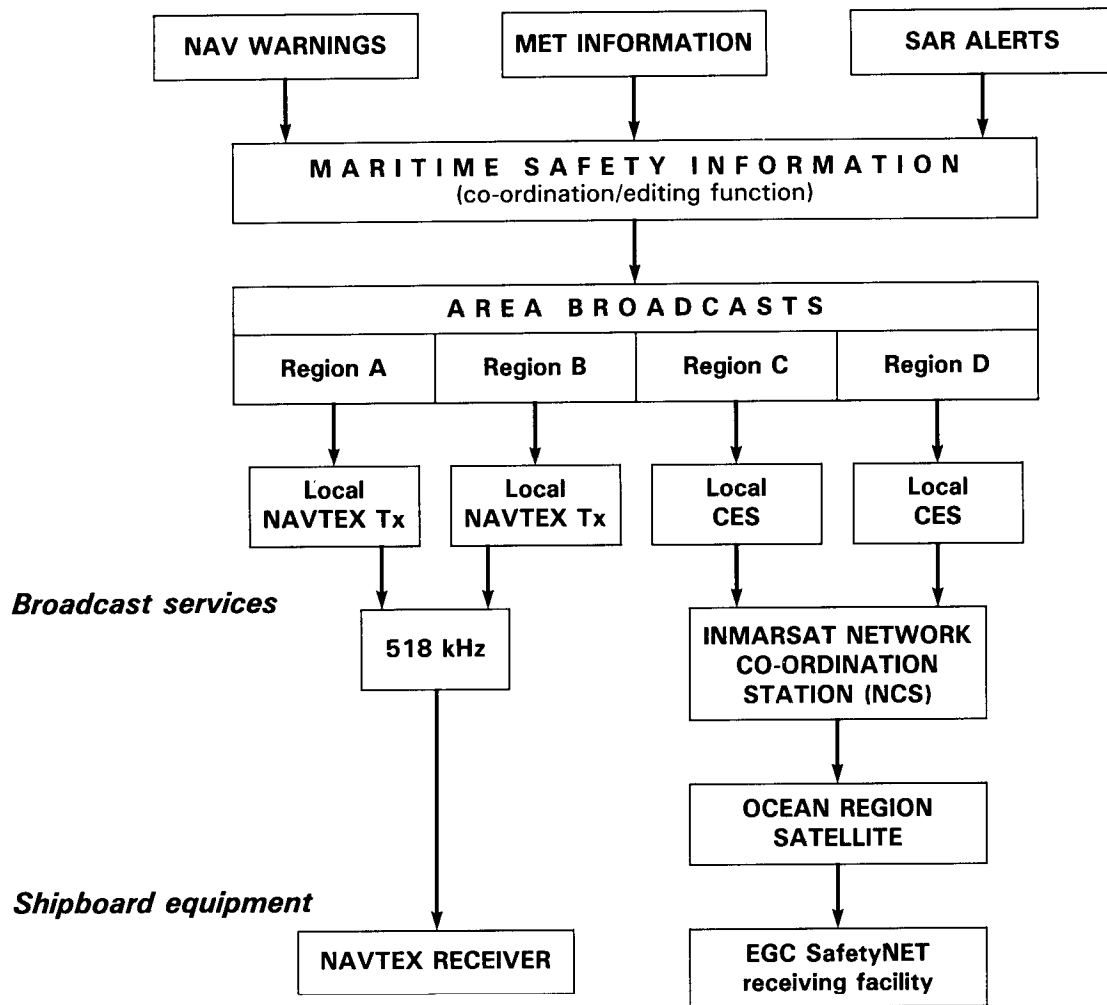 NAV WARNINGS
MET INFORMATION
SAR ALERTS
MARITIME SAFETY INFORMATION
(co-ordination/editing function)
AREA BROADCASTS
Region A
Region B
Region C
Region D
Local
NAVTEX Tx
Local
NAVTEX Tx
Local
CES
Local
CES
Broadcast services
518 kHz
INMARSAT NETWORK
CO-ORDINATION
STATION (NCS)
OCEAN REGION
SATELLITE
Shipboard equipment
NAVTEX RECEIVER
EGC SafetyNET
receiving facility